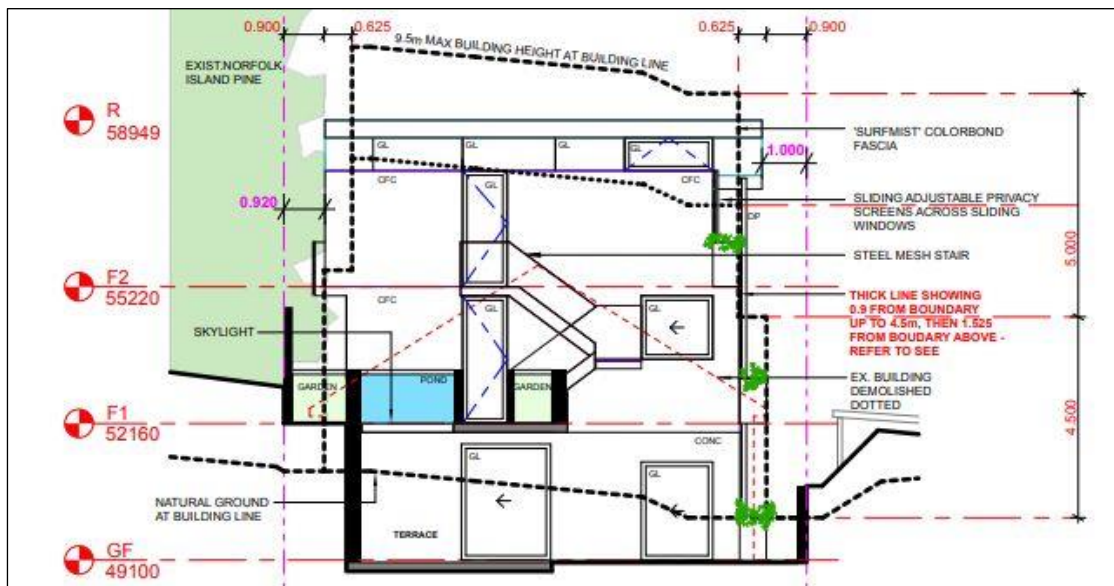 0.900
0.625
0.625
0.900
9.5m MAX BUILDING HEIGHT AT BUILDING LINE
EXIST.NORFOLK
ISLAND PINE
R
58949
GL
GL
GL
GL
'SURFMIST' COLORBOND
FASCIA
1.000
CFC
GL
CFC
0.920
SLIDING ADJUSTABLE PRIVACY
SCREENS ACROSS SLIDING
WINDOWS
DP
5.000
STEEL MESH STAIR
F2
55220
CFC
GL
GL
THICK LINE SHOWING
0.9 FROM BOUNDARY
UP TO 4.5m, THEN 1.525
FROM BOUDARY ABOVE -
REFER TO SEE
SKYLIGHT
GARDEN
POND
GARDEN
EX. BUILDING
DEMOLISHED
DOTTED
F1
52160
CONC
4.500
GL
GL
NATURAL GROUND
AT BUILDING LINE
TERRACE
GF
49100